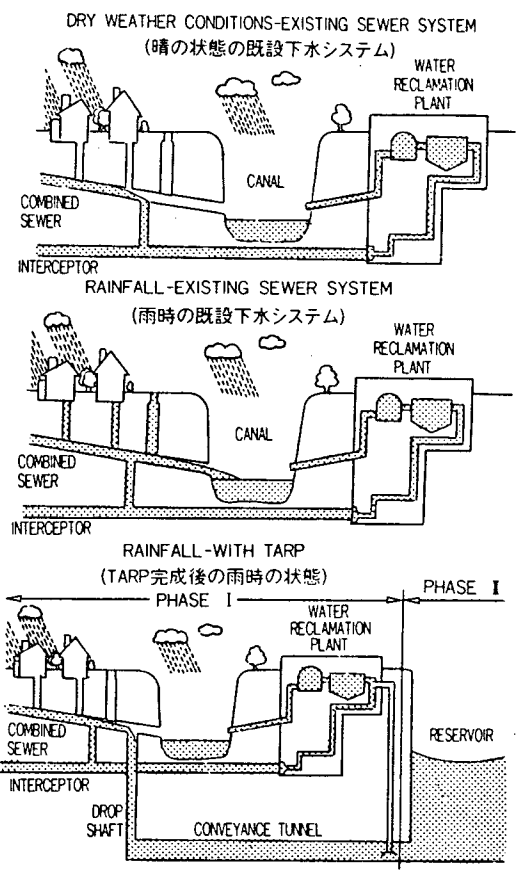 DRY WEATHER CONDITIONS-EXISTING SEWER SYSTEM
(晴の状態の既設下水システム)
WATER
RECLAMATION
PLANT
CANAL
COMBINED
SEWER
INTERCEPTOR
RAINFALL-EXISTING SEWER SYSTEM
(雨時の既設下水システム)
WATER
RECLAMATION
PLANT
CANAL
COMBINED
SEWER
INTERCEPTOR
RAINFALL-WITH TARP
(TARP完成後の雨時の状態)
PHASE I
PHASE II
WATER
RECLAMATION
PLANT
COMBINED
SEWER
RESERVOIR
INTERCEPTOR
DROP
SHAFT
CONVEYANCE TUNNEL